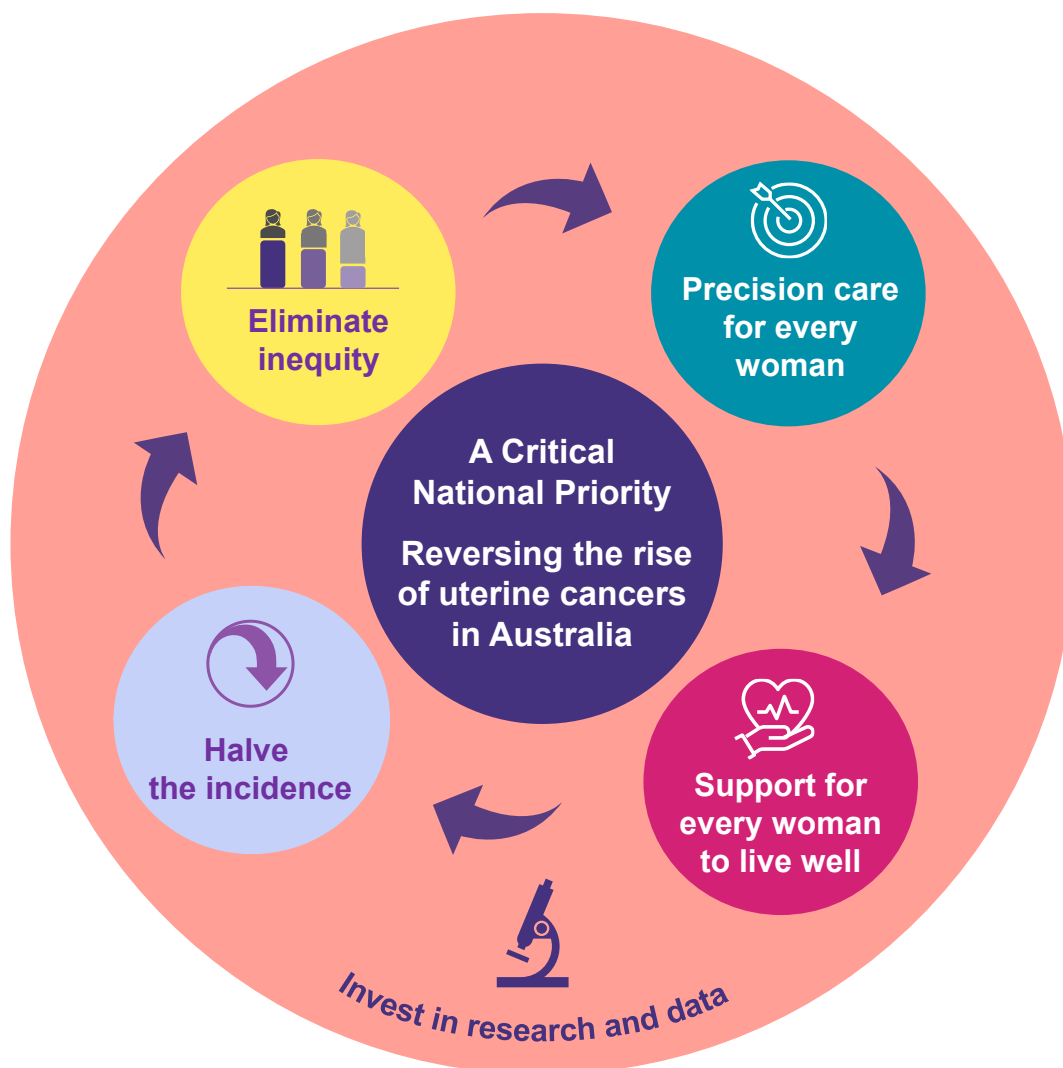 Eliminate
inequity
Precision care
for every
woman
A Critical
National Priority
Reversing the rise
of uterine cancers
in Australia
Halve
the incidence
Support for
every woman
to live well
Invest in research and data